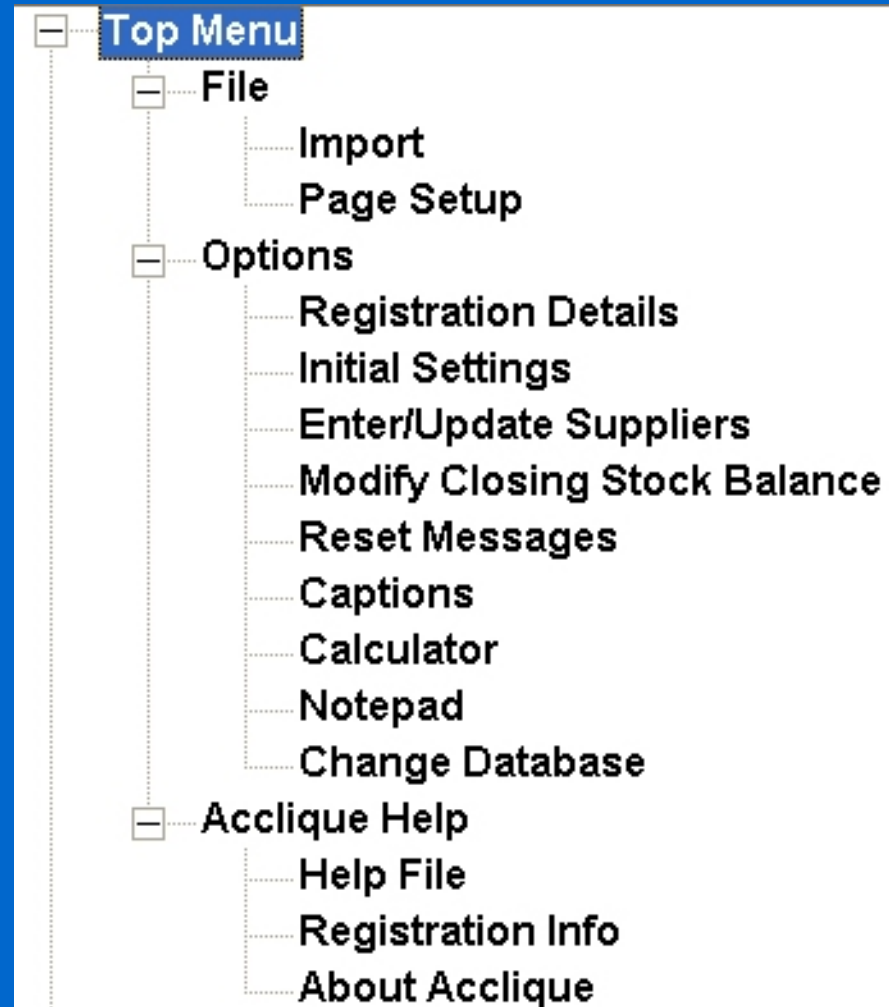 Top Menu
File
Import
Page Setup
Options
Registration Details
Initial Settings
Enter/Update Suppliers
Modify Closing Stock Balance
Reset Messages
Captions
Calculator
Notepad
Change Database
Acclique Help
Help File
Registration Info
About Acclique